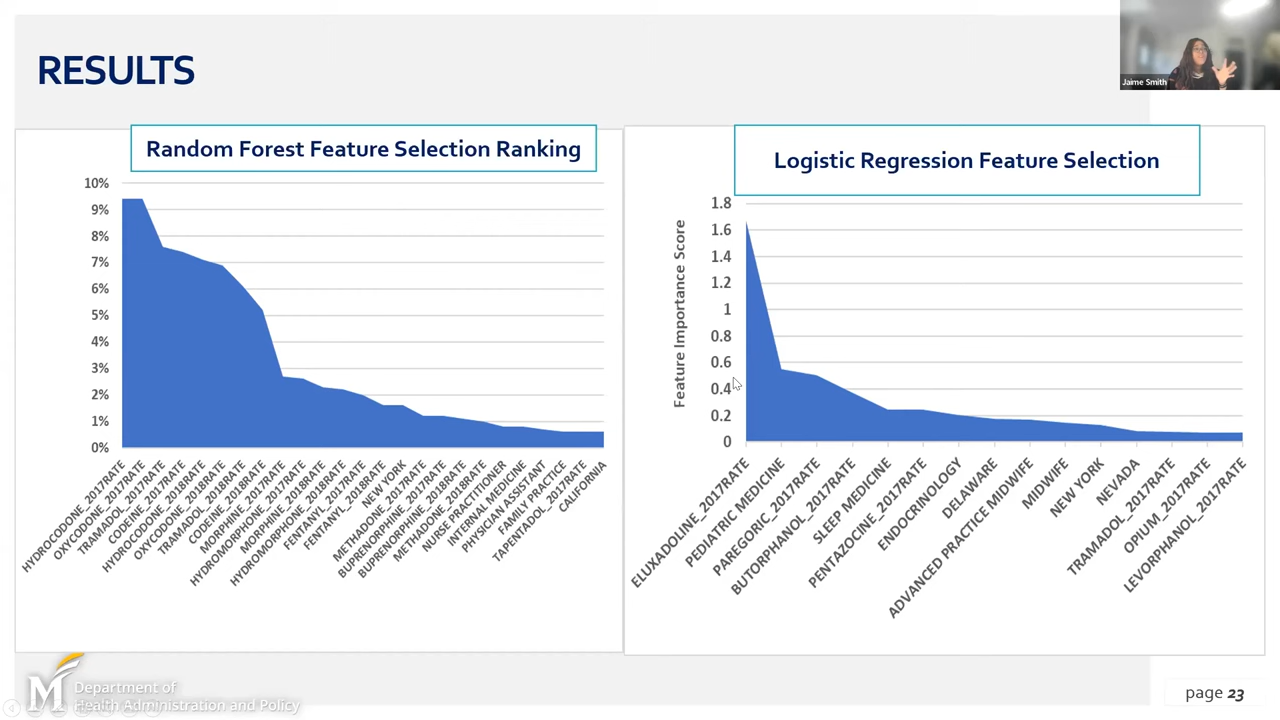 RESULTS
Jaime Smith
Random Forest Feature Selection Ranking
10%
9%
8%
7%
6%
5%
4%
3%
2%
1%
0%
HYDROCODONE_2017RATE
OXYCODONE_2017RATE
TRAMADOL_2017RATE
CODEINE_2017RATE
HYDROCODONE_2018RATE
OXYCODONE_2018RATE
TRAMADOL_2018RATE
CODEINE_2018RATE
MORPHINE_2017RATE
HYDROMORPHONE_2017RATE
MORPHINE_2018RATE
HYDROMORPHONE_2018RATE
FENTANYL_2017RATE
FENTANYL_2018RATE
NEW YORK
METHADONE_2017RATE
BUPRENORPHINE_2017RATE
BUPRENORPHINE_2018RATE
METHADONE_2018RATE
NURSE PRACTITIONER
INTERNAL MEDICINE
PHYSICIAN ASSISTANT
FAMILY PRACTICE
TAPENTADOL_2017RATE
CALIFORNIA
Logistic Regression Feature Selection
Feature Importance Score
1.8
1.6
1.4
1.2
1
0.8
0.6
0.4
0.2
0
ELUXADOLINE_2017RATE
PEDIATRIC MEDICINE
PAREGORIC_2017RATE
BUTORPHANOL_2017RATE
SLEEP MEDICINE
PENTAZOCINE_2017RATE
ENDOCRINOLOGY
DELAWARE
ADVANCED PRACTICE MIDWIFE
MIDWIFE
NEW YORK
NEVADA
TRAMADOL_2017RATE
OPIUM_2017RATE
LEVORPHANOL_2017RATE
M
Department of
Health Administration and Policy
page 23